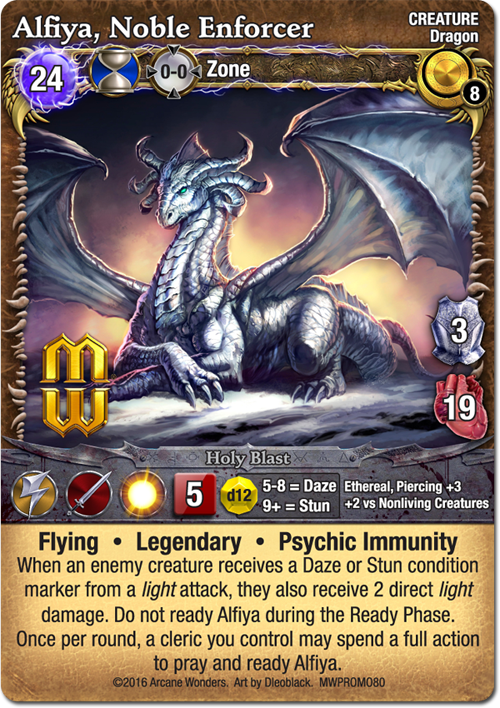 Alfiya, Noble Enforcer
CREATURE
Dragon
24
0-0
Zone
8
3
19
MW
Holy Blast
5
d12
5-8 = Daze
9+ = Stun
Ethereal, Piercing +3
+2 vs Nonliving Creatures
Flying • Legendary • Psychic Immunity
When an enemy creature receives a Daze or Stun condition
marker from a light attack, they also receive 2 direct light
damage. Do not ready Alfiya during the Ready Phase.
Once per round, a cleric you control may spend a full action
to pray and ready Alfiya.
©2016 Arcane Wonders. Art by Dleoblack. MWPROMO80